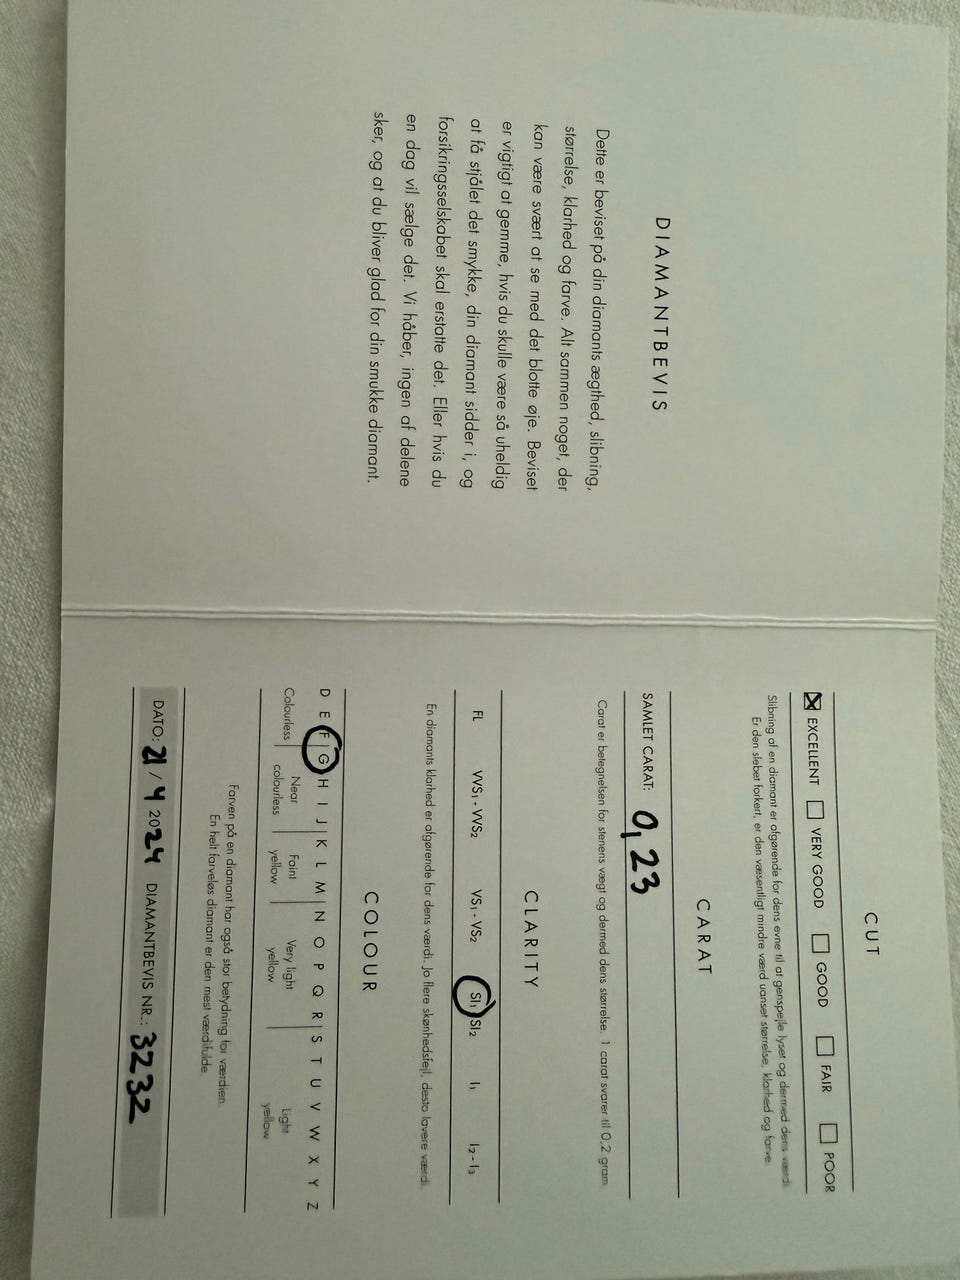 DIAMANTBEVIS
Dette er beviset på din diamants ægthed, slibning,
størrelse, klarhed og farve. Alt sammen noget, der
kan være svært at se med det blotte øje. Beviset
er vigtigt at gemme, hvis du skulle være så uheldig
at få stjålet det smykke, din diamant sidder i, og
forsikringsselskabet skal erstatte det. Eller hvis du
en dag vil sælge det. Vi håber, ingen af delene
sker, og at du bliver glad for din smukke diamant.
CUT
☒ EXCELLENT ☐ VERY GOOD ☐ GOOD ☐ FAIR ☐ POOR
Slibning af en diamant er afgørende for dens evne til at genspejle lyset og dermed dens værdi.
Er den slebet forkert, er den væsentligt mindre værd uanset størrelse, klarhed og farve.
CARAT
SAMLET CARAT: 0,23
Carat er betegnelsen for stenens vægt og dermed dens størrelse. 1 carat svarer til 0,2 gram.
CLARITY
FL VVS1 - VVS2 VS1 - VS2 SI1 SI2 I1 I2 - I3
En diamants klarhed er afgørende for dens værdi. Jo flere skønhedsfejl, desto lavere værdi.
COLOUR
D E F | G H I J | K L M | N O P Q R | S T U V W X Y Z
Colourless | Near colourless | Faint yellow | Very light yellow | Light yellow
Farven på en diamant har også stor betydning for værdien.
En helt farveløs diamant er den mest værdifulde.
DATO: 21 / 4 2024 DIAMANTBEVIS NR.: 3232